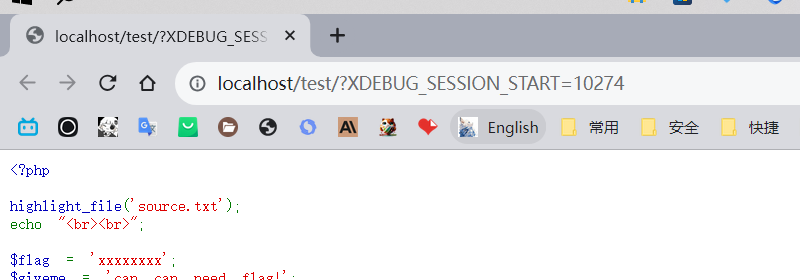 localhost/test/?XDEBUG_SESS
localhost/test/?XDEBUG_SESSION_START=10274
English 常用 安全 快捷
<?php
highlight_file('source.txt');
echo "<br><br>";
$flag = 'xxxxxxxx';
$giveme = 'can can need flag!';